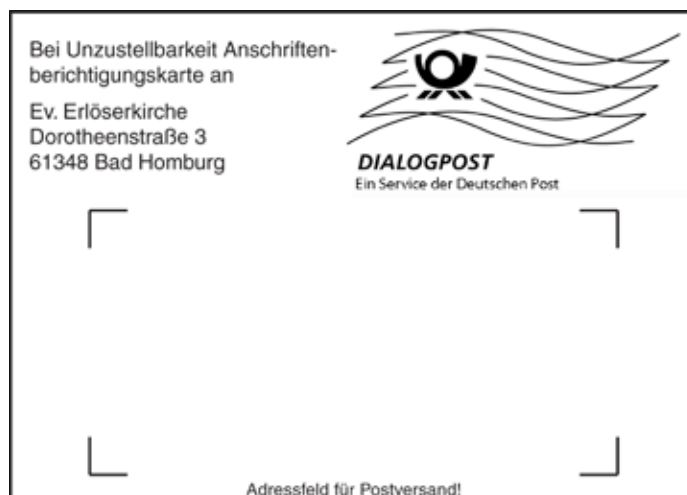 Bei Unzustellbarkeit Anschriften-
berichtigungskarte an
Ev. Erlöserkirche
Dorotheenstraße 3
61348 Bad Homburg
DIALOGPOST
Ein Service der Deutschen Post
Adressfeld für Postversand!